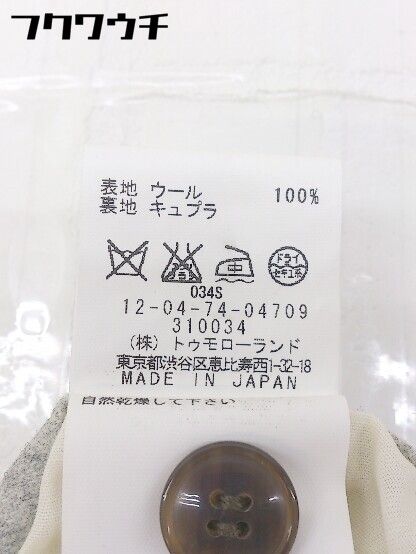 フクワウチ
表地 ウール 100%
裏地 キュプラ
ドライ
セキユ系
034S
12-04-74-04709
310034
(株) トゥモローランド
東京都渋谷区恵比寿西1-32-18
MADE IN JAPAN
自然乾燥して下さい